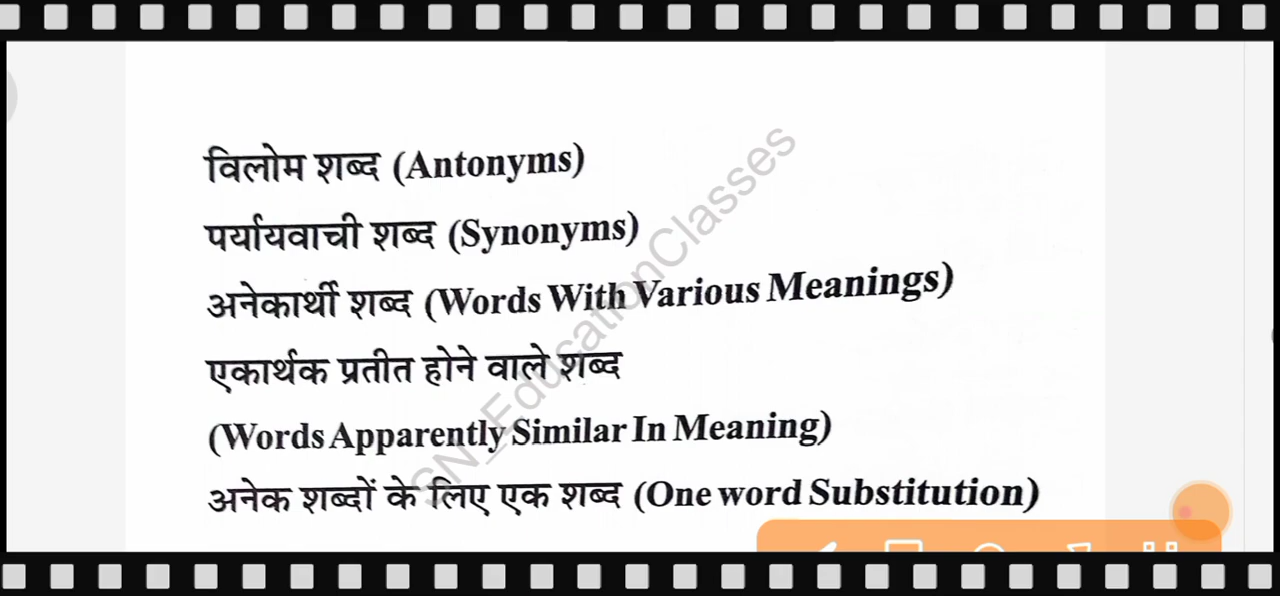 विलोम शब्द (Antonyms)
पर्यायवाची शब्द (Synonyms)
अनेकार्थी शब्द (Words With Various Meanings)
एकार्थक प्रतीत होने वाले शब्द
(Words Apparently Similar In Meaning)
अनेक शब्दों के लिए एक शब्द (One word Substitution)
SN_EducationClasses